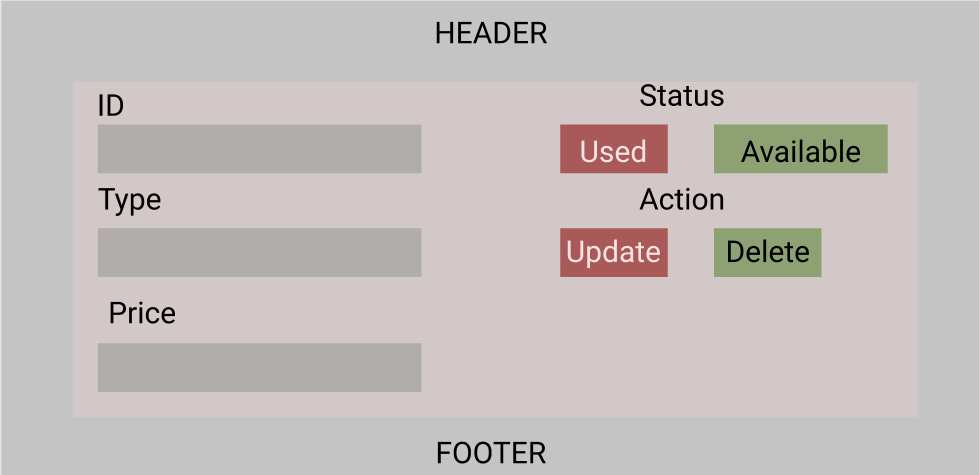 HEADER
ID
Status
Used Available
Type
Action
Update Delete
Price
FOOTER